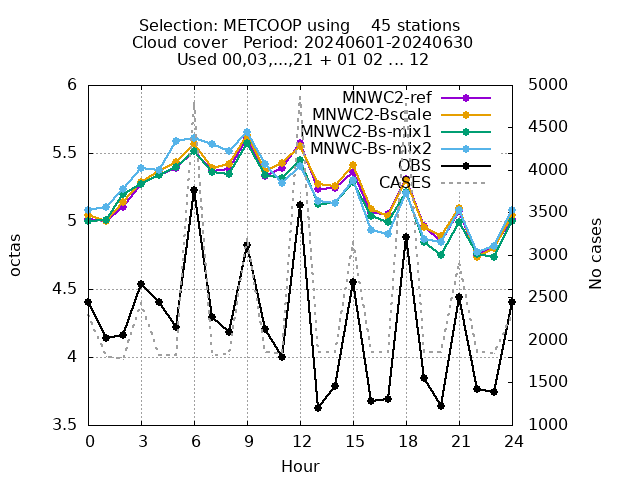 Selection: METCOOP using    45 stations
Cloud cover   Period: 20240601-20240630
Used 00,03,...,21 + 01 02 ... 12
6
5.5
5
4.5
4
3.5
octas
5000
4500
4000
3500
3000
2500
2000
1500
1000
No cases
MNWC2-ref
MNWC2-Bscale
MNWC2-Bs-mix1
MNWC-Bs-mix2
OBS
CASES
0 3 6 9 12 15 18 21 24
Hour